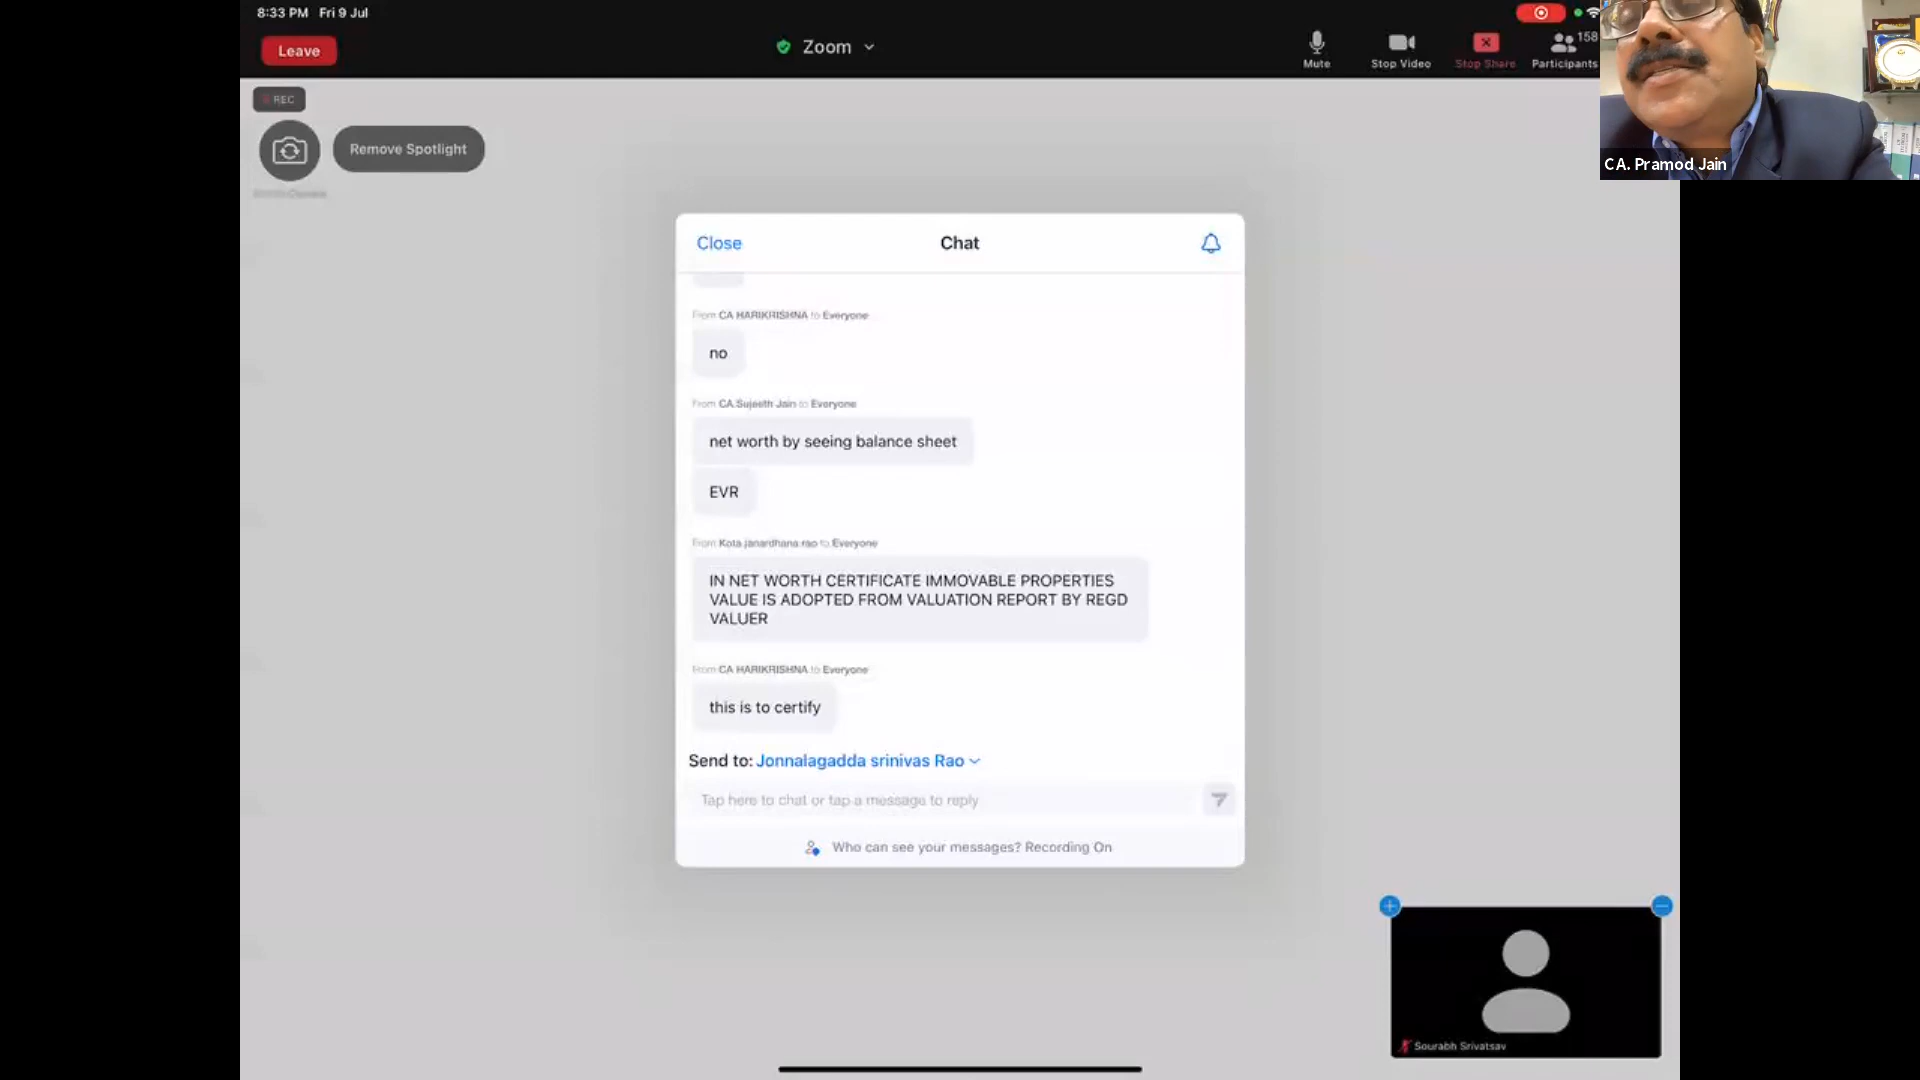 8:33 PM Fri 9 Jul
Leave
Zoom
Mute
Stop Video
Stop Share
158
Participants
REC
Remove Spotlight
CA. Pramod Jain
Close
Chat
From CA HARIKRISHNA to Everyone
no
From CA.Sujeeth Jain to Everyone
net worth by seeing balance sheet
EVR
From Kota janardhana rao to Everyone
IN NET WORTH CERTIFICATE IMMOVABLE PROPERTIES
VALUE IS ADOPTED FROM VALUATION REPORT BY REGD
VALUER
From CA HARIKRISHNA to Everyone
this is to certify
Send to: Jonnalagadda srinivas Rao
Tap here to chat or tap a message to reply
Who can see your messages? Recording On
Sourabh Srivatsav